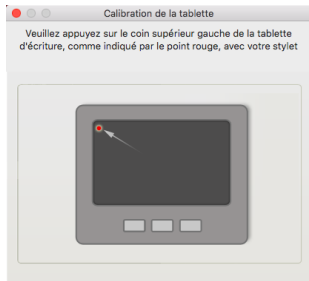 Calibration de la tablette
Veuillez appuyez sur le coin supérieur gauche de la tablette
d'écriture, comme indiqué par le point rouge, avec votre stylet